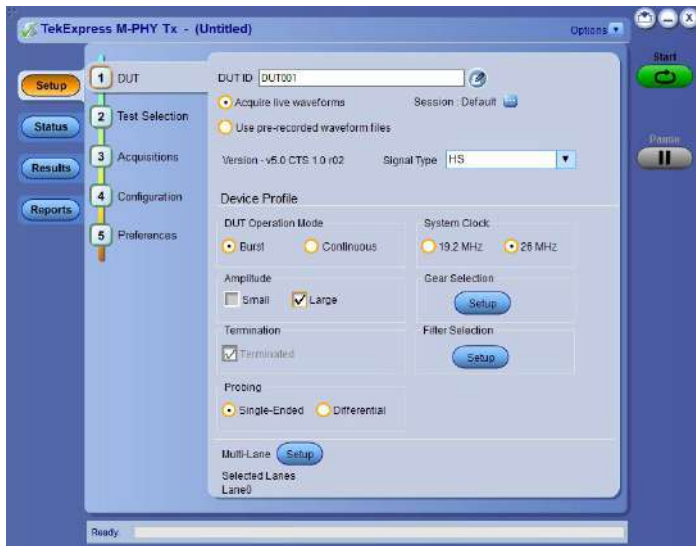 TekExpress M-PHY Tx - (Untitled)
Options
Start
Setup
Status
Results
Reports
Pause
1 DUT
2 Test Selection
3 Acquisitions
4 Configuration
5 Preferences
DUT ID DUT001
Acquire live waveforms
Session : Default
Use pre-recorded waveform files
Version - v5.0 CTS 1.0 r02
Signal Type HS
Device Profile
DUT Operation Mode
Burst Continuous
System Clock
19.2 MHz 26 MHz
Amplitude
Small Large
Gear Selection
Setup
Termination
Terminated
Filter Selection
Setup
Probing
Single-Ended Differential
Multi-Lane Setup
Selected Lanes
Lane0
Ready